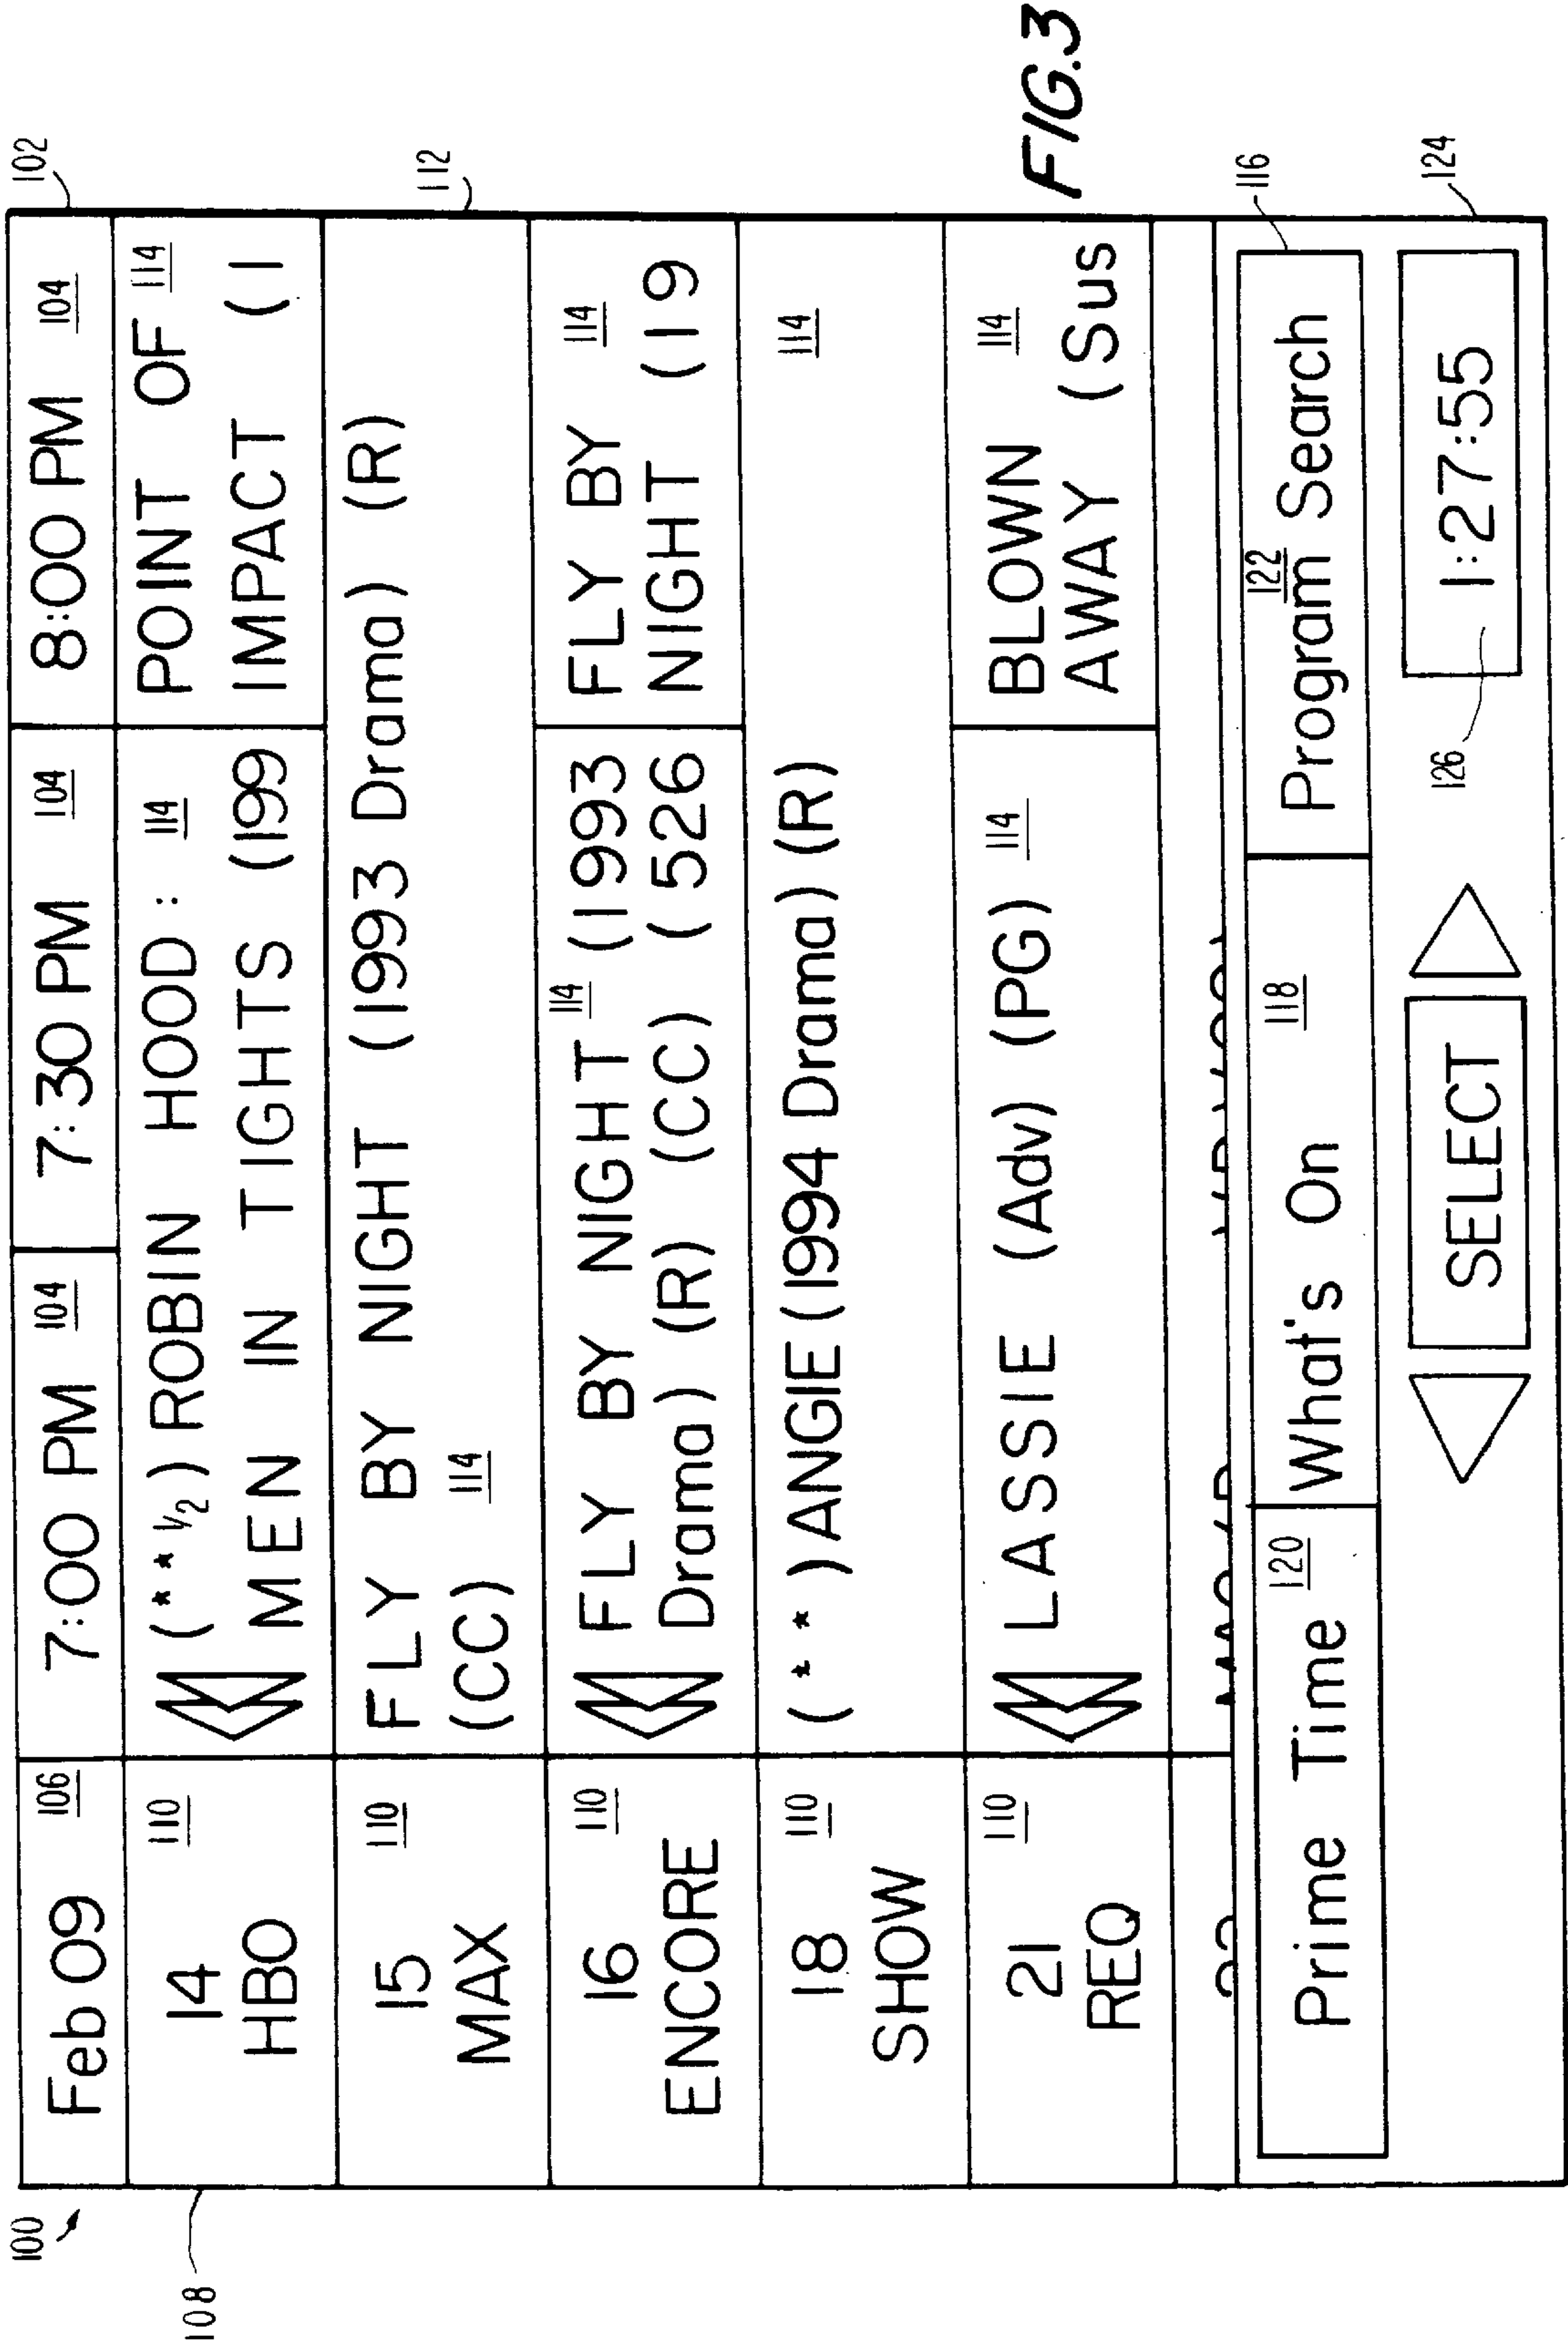 100
102
Feb 09 106 7:00 PM 104 7:30 PM 104 8:00 PM 104
108
14 110
HBO
(**½) ROBIN HOOD: 114
MEN IN TIGHTS (199
POINT OF 114
IMPACT (1
15 110
MAX
FLY BY NIGHT (1993 Drama) (R)
(CC) 114
112
16 110
ENCORE
FLY BY NIGHT 114 (1993
Drama) (R) (CC) (526
FLY BY 114
NIGHT (19
18 110
SHOW
(**) ANGIE (1994 Drama) (R) 114
21 110
REQ
LASSIE (Adv) (PG) 114
BLOWN 114
AWAY (Sus
FIG.3
Prime Time 120
What's On 118
122
Program Search
116
SELECT
126
1:27:55
124